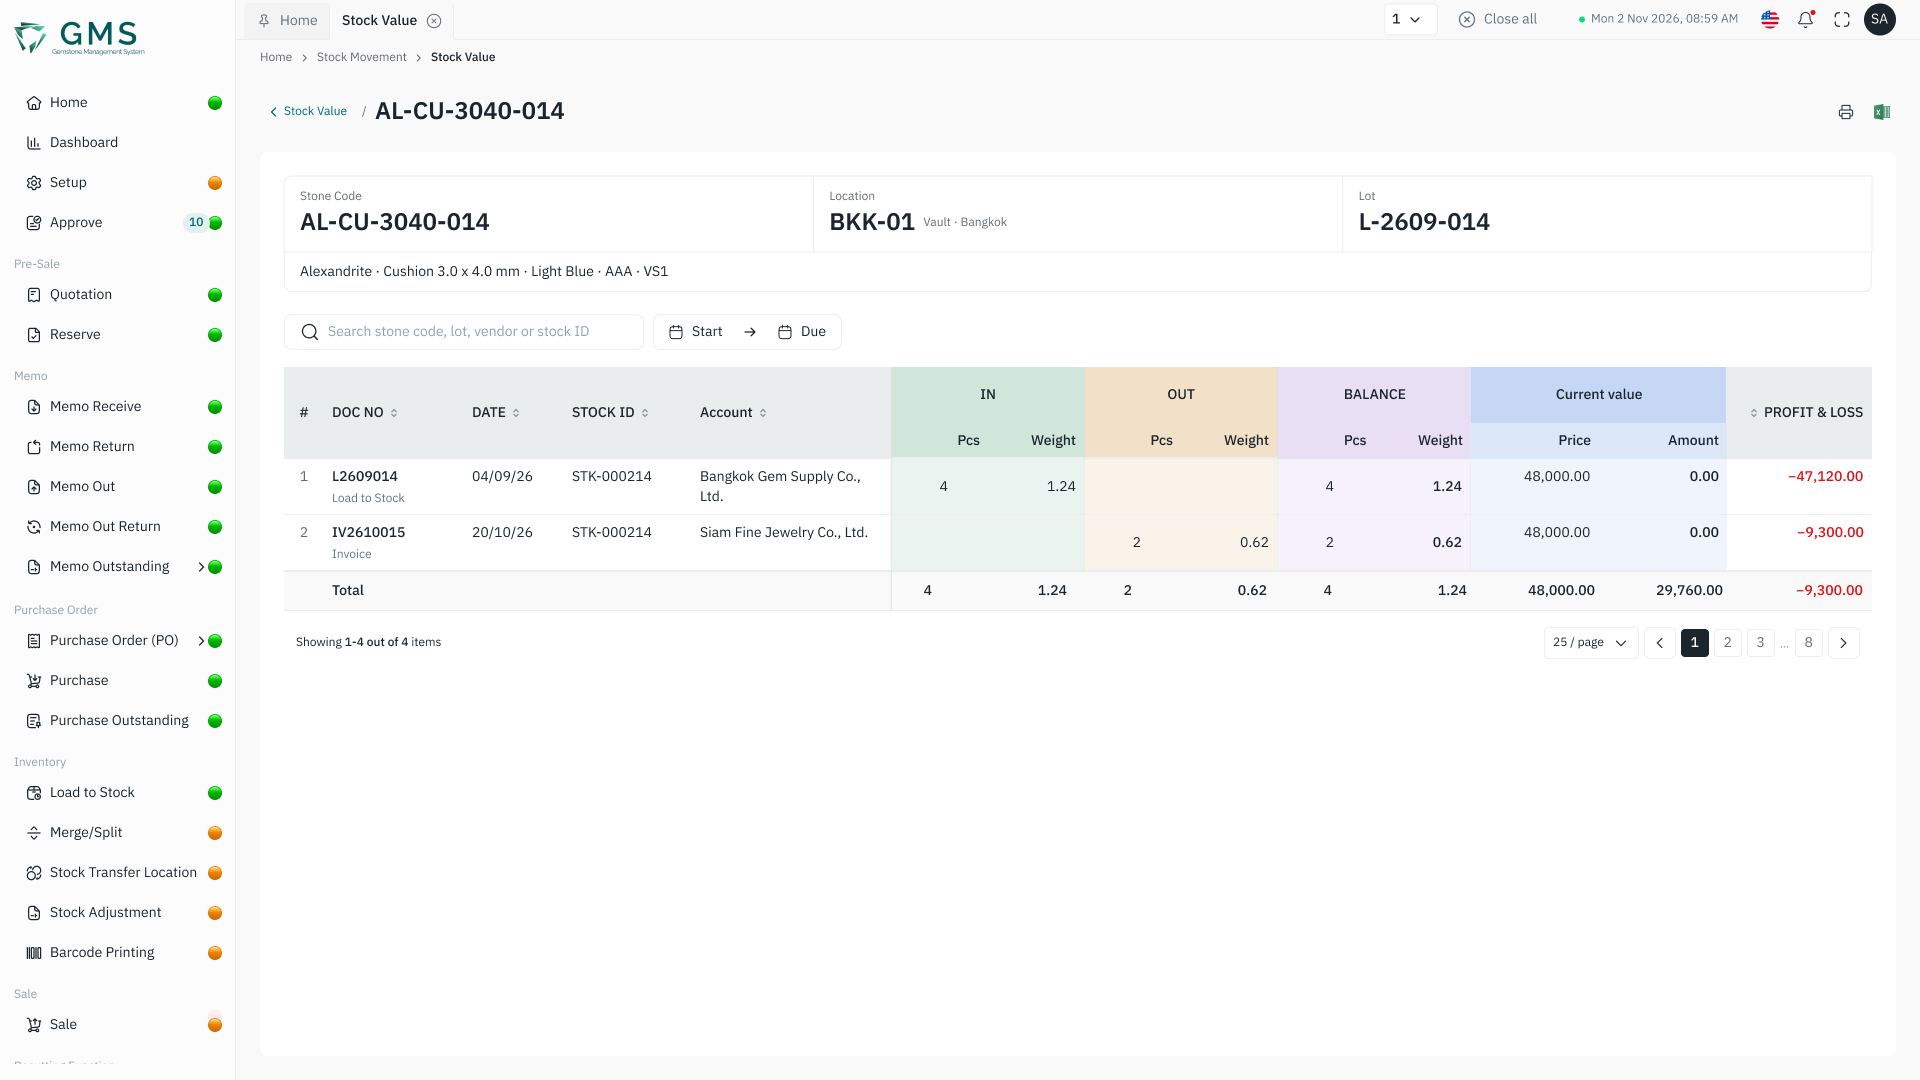 GMS
Gemstone Management System
Home
Stock Value
1
Close all
Mon 2 Nov 2026, 08:59 AM
SA
Home
Stock Movement
Stock Value
Home
Dashboard
Setup
Approve
10
Pre-Sale
Quotation
Reserve
Memo
Memo Receive
Memo Return
Memo Out
Memo Out Return
Memo Outstanding
Purchase Order
Purchase Order (PO)
Purchase
Purchase Outstanding
Inventory
Load to Stock
Merge/Split
Stock Transfer Location
Stock Adjustment
Barcode Printing
Sale
Sale
Stock Value / AL-CU-3040-014
Stone Code
AL-CU-3040-014
Location
BKK-01 Vault · Bangkok
Lot
L-2609-014
Alexandrite · Cushion 3.0 x 4.0 mm · Light Blue · AAA · VS1
Search stone code, lot, vendor or stock ID
Start → Due
# DOC NO DATE STOCK ID Account IN OUT BALANCE Current value PROFIT & LOSS
Pcs Weight Pcs Weight Pcs Weight Price Amount
1 L2609014 04/09/26 STK-000214 Bangkok Gem Supply Co., Ltd. 4 1.24 4 1.24 48,000.00 0.00 −47,120.00
Load to Stock
2 IV2610015 20/10/26 STK-000214 Siam Fine Jewelry Co., Ltd. 2 0.62 2 0.62 48,000.00 0.00 −9,300.00
Invoice
Total 4 1.24 2 0.62 4 1.24 48,000.00 29,760.00 −9,300.00
Showing 1-4 out of 4 items
25 / page
1 2 3 ... 8